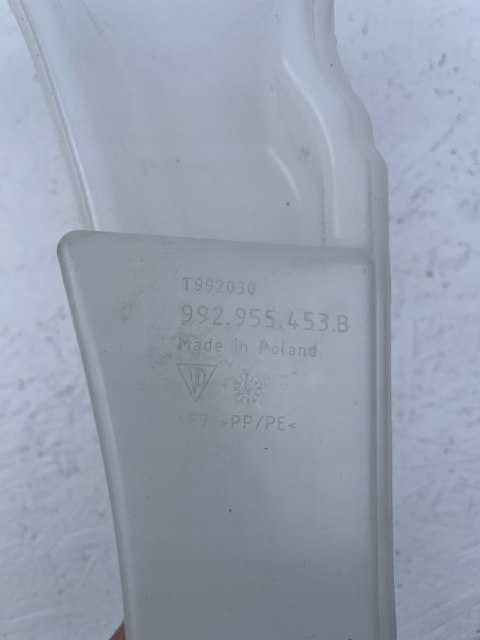 T992030
992.955.453.B
Made in Poland
>PP/PE<